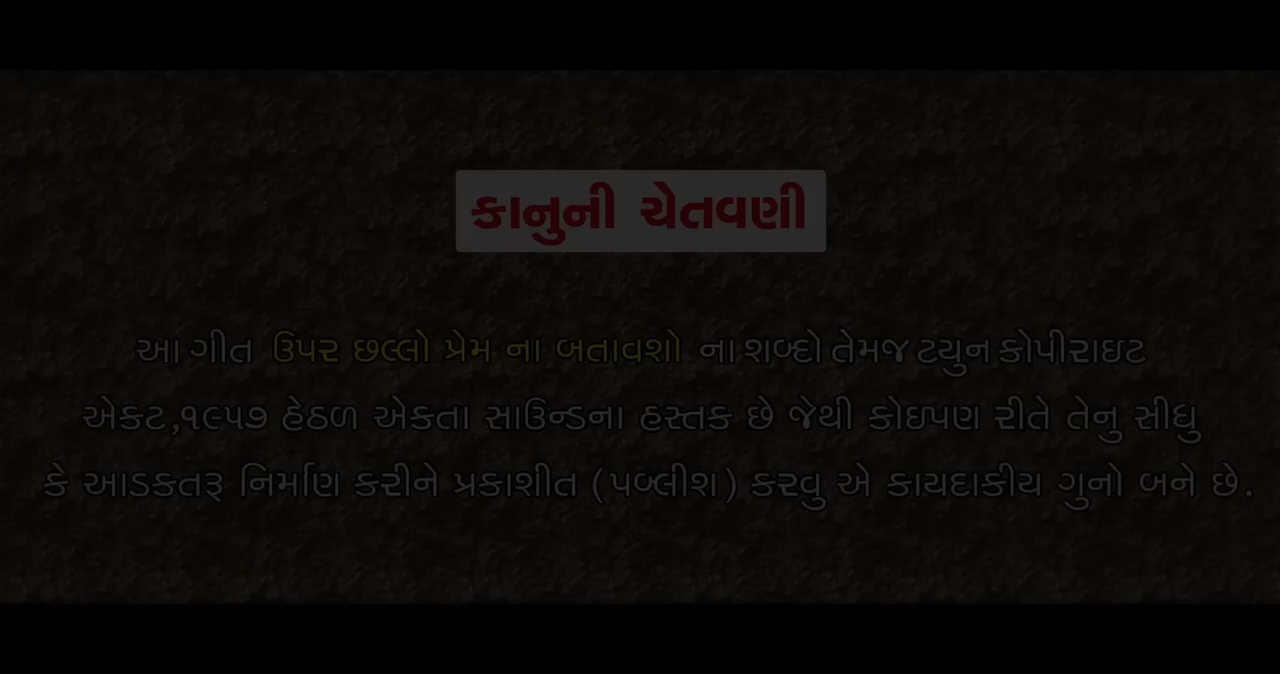 કાનુની ચેતવણી
આ ગીત ઉપર છલ્લો પ્રેમ ના બતાવશો ના શબ્દો તેમજ ટયુન કોપીરાઇટ
એકટ,૧૯૫૭ હેઠળ એકતા સાઉન્ડના હસ્તક છે જેથી કોઇપણ રીતે તેનુ સીધુ
કે આડકતરૂ નિર્માણ કરીને પ્રકાશીત (પબ્લીશ) કરવુ એ કાયદાકીય ગુનો બને છે.